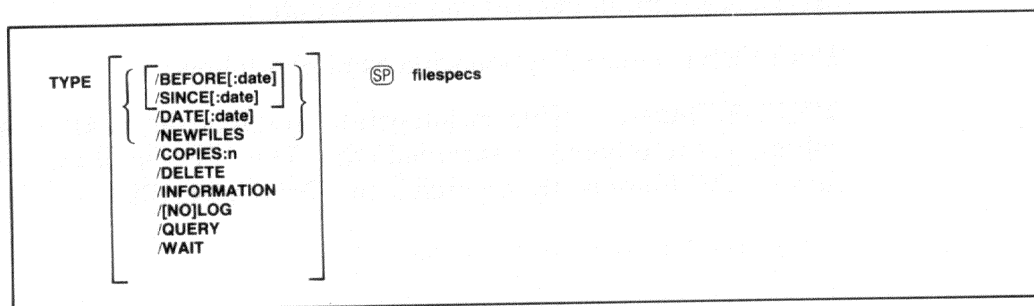 TYPE /BEFORE[:date] SP filespecs
/SINCE[:date]
/DATE[:date]
/NEWFILES
/COPIES:n
/DELETE
/INFORMATION
/[NO]LOG
/QUERY
/WAIT